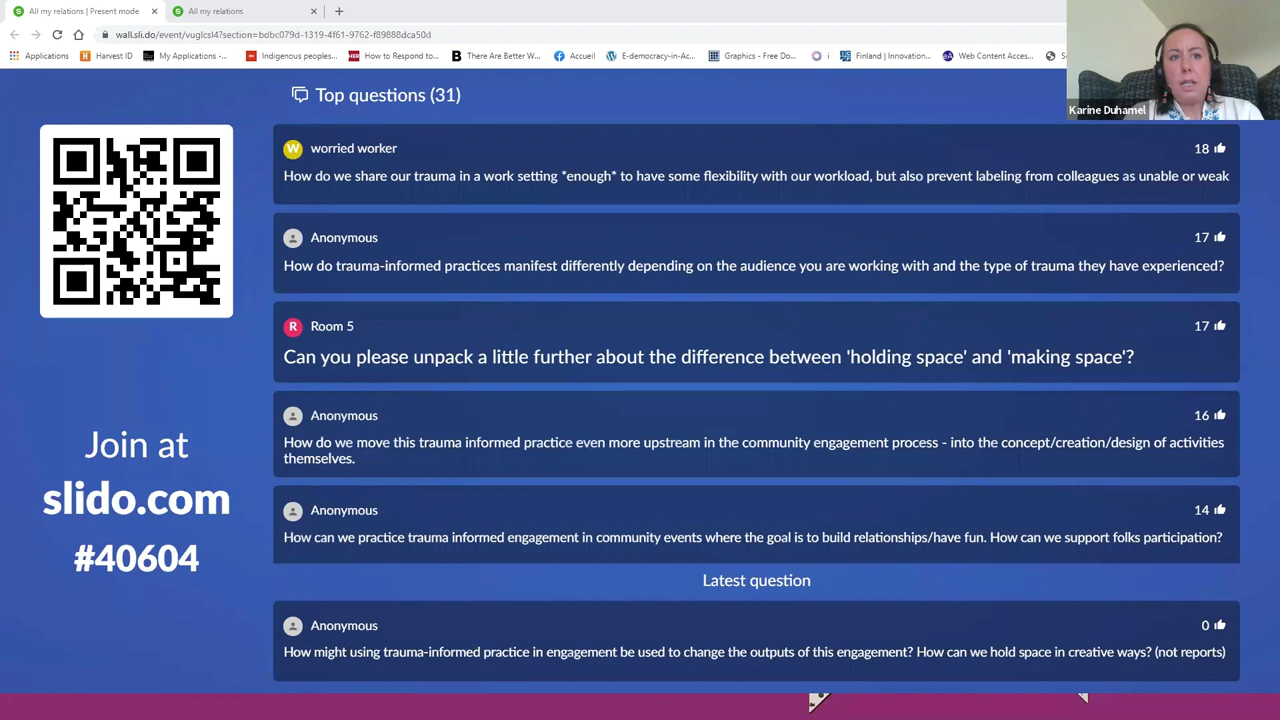 All my relations | Present mode
All my relations
wall.sli.do/event/vuglcsl4?section=bdbc079d-1319-4f61-9762-f89888dca50d
Applications
Harvest ID
My Applications -...
Indigenous peoples...
How to Respond to...
There Are Better W...
Accueil
E-democracy-in-Ac...
Graphics - Free Do...
i
Finland | Innovation...
Web Content Acces...
Karine Duhamel
Top questions (31)
worried worker
18
How do we share our trauma in a work setting *enough* to have some flexibility with our workload, but also prevent labeling from colleagues as unable or weak
Anonymous
17
How do trauma-informed practices manifest differently depending on the audience you are working with and the type of trauma they have experienced?
R
Room 5
17
Can you please unpack a little further about the difference between 'holding space' and 'making space'?
Anonymous
16
How do we move this trauma informed practice even more upstream in the community engagement process - into the concept/creation/design of activities
themselves.
Anonymous
14
How can we practice trauma informed engagement in community events where the goal is to build relationships/have fun. How can we support folks participation?
Latest question
Anonymous
0
How might using trauma-informed practice in engagement be used to change the outputs of this engagement? How can we hold space in creative ways? (not reports)
Join at
slido.com
#40604